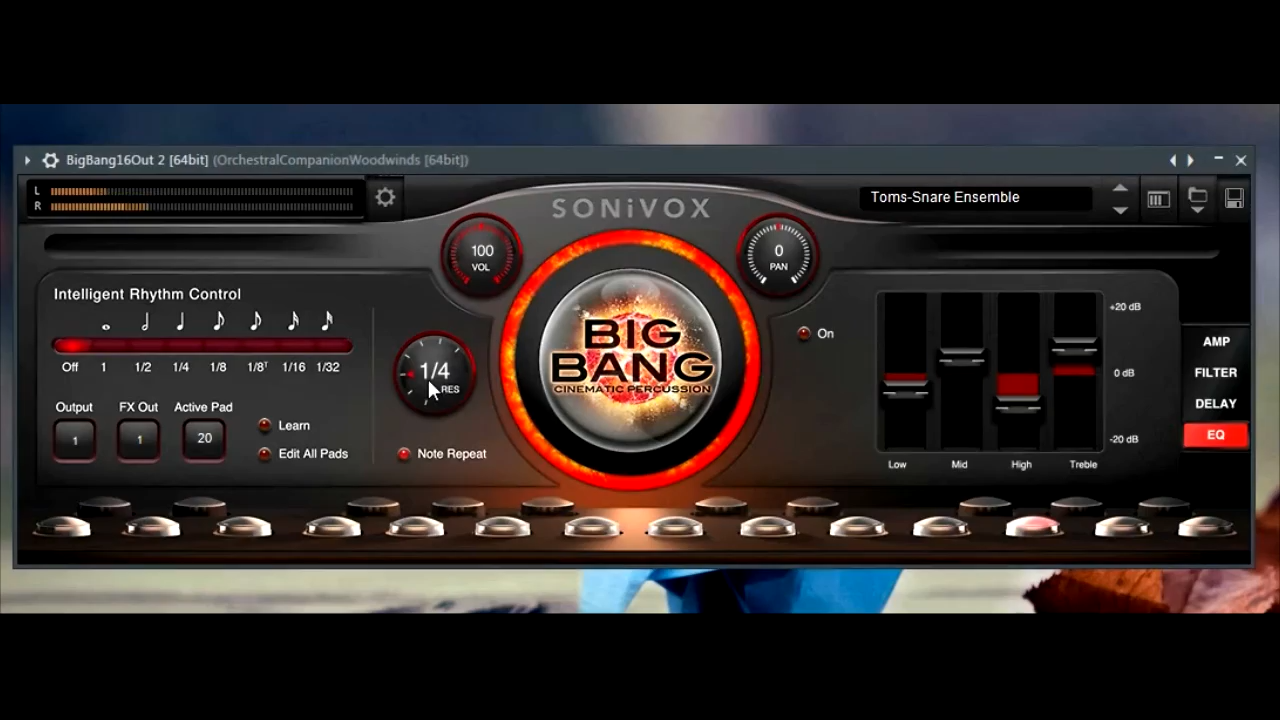 BigBang16Out 2 [64bit] (OrchestralCompanionWoodwinds [64bit])
L
R
SONiVOX
Toms-Snare Ensemble
100
VOL
0
PAN
Intelligent Rhythm Control
Off 1 1/2 1/4 1/8 1/8T 1/16 1/32
1/4
RES
BIG
BANG
CINEMATIC PERCUSSION
On
+20 dB
0 dB
-20 dB
Low Mid High Treble
AMP
FILTER
DELAY
EQ
Output FX Out Active Pad
1 1 20
Learn
Edit All Pads
Note Repeat